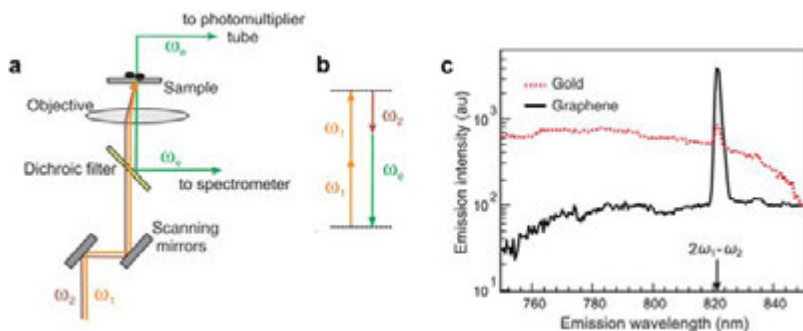 to photomultiplier
tube
ωe
a
Sample
Objective
Dichroic filter
ωe
to spectrometer
Scanning
mirrors
ω2 ω1
b
ω1
ω2
ω1
ωe
c
Gold
Graphene
Emission intensity (au)
10³
10²
10¹
2ω1-ω2
760 780 800 820 840
Emission wavelength (nm)